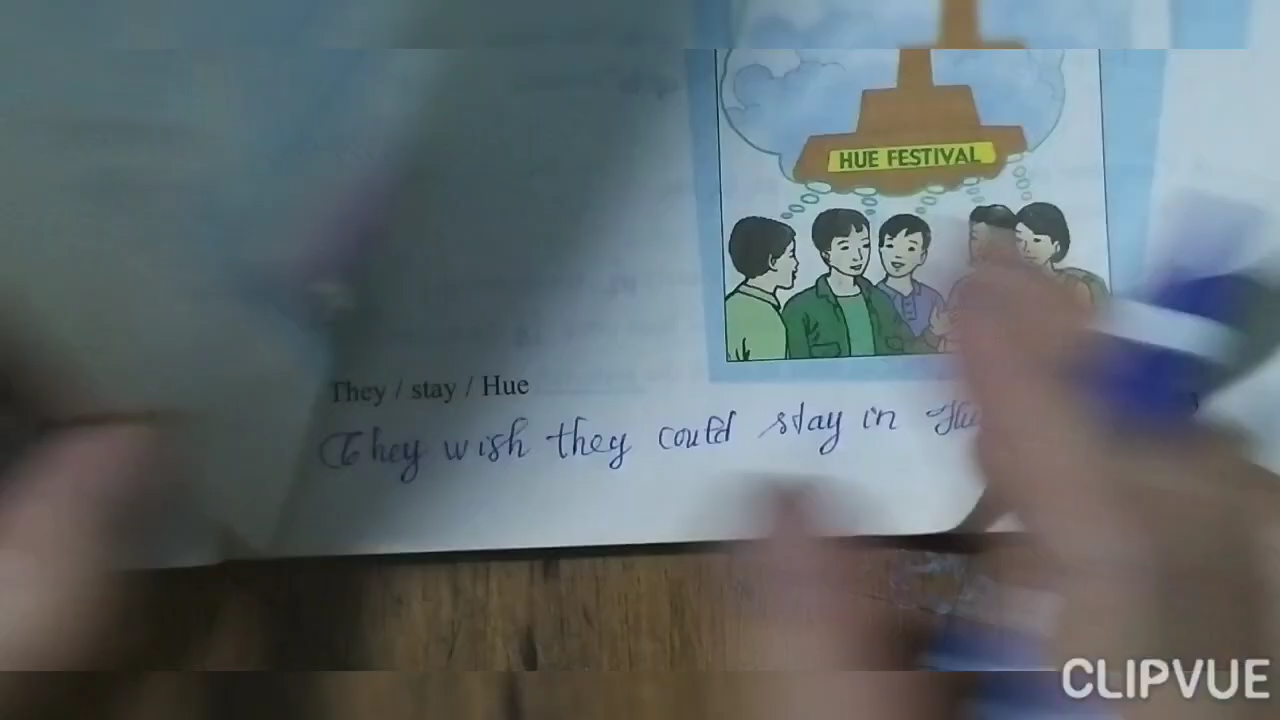 HUE FESTIVAL
They / stay / Hue
They wish they could stay in
CLIPVUE